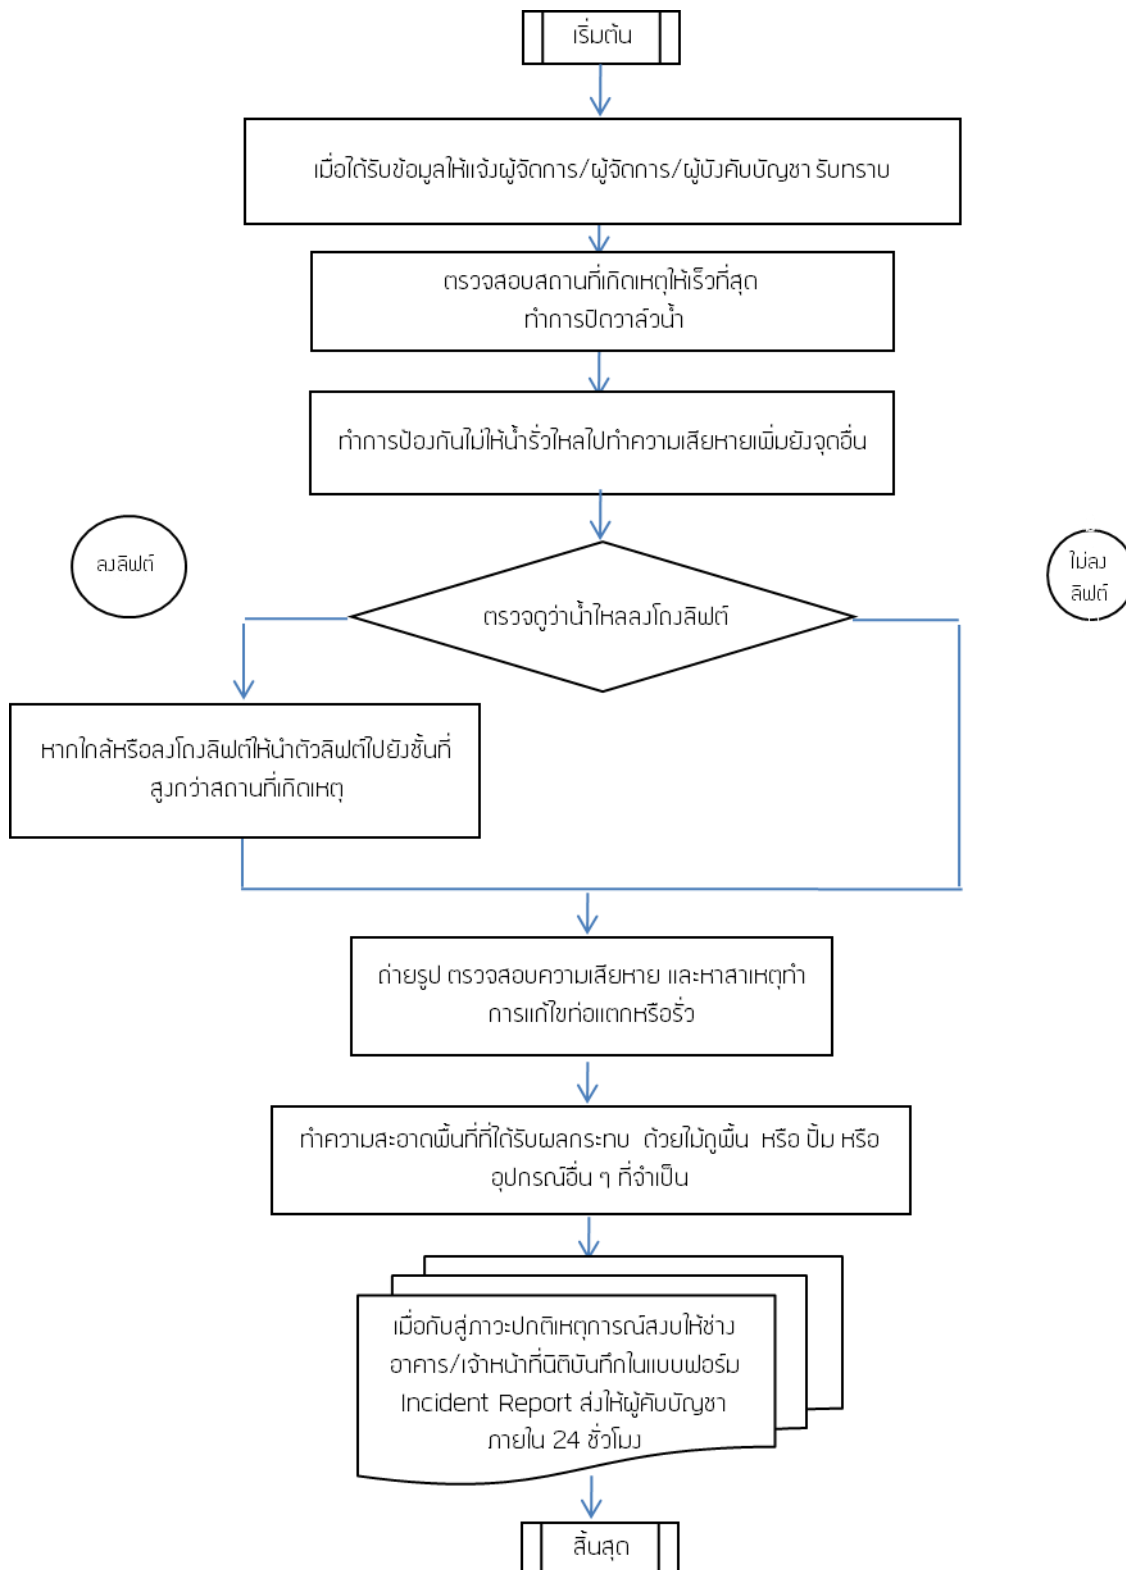 เริ่มต้น
เมื่อได้รับข้อมูลให้แจ้งผู้จัดการ/ผู้จัดการ/ผู้บังคับบัญชา รับทราบ
ตรวจสอบสถานที่เกิดเหตุให้เร็วที่สุด
ทำการปิดวาล์วน้ำ
ทำการป้องกันไม่ให้น้ำรั่วไหลไปทำความเสียหายเพิ่มยังจุดอื่น
ลงลิฟต์
ไม่ลง
ลิฟต์
ตรวจดูว่าน้ำไหลลงโถงลิฟต์
หากใกล้หรือลงโถงลิฟต์ให้นำตัวลิฟต์ไปยังชั้นที่
สูงกว่าสถานที่เกิดเหตุ
ถ่ายรูป ตรวจสอบความเสียหาย และหาสาเหตุทำ
การแก้ไขท่อแตกหรือรั่ว
ทำความสะอาดพื้นที่ที่ได้รับผลกระทบ ด้วยไม้ถูพื้น หรือ ปั้ม หรือ
อุปกรณ์อื่น ๆ ที่จำเป็น
เมื่อกับสู่ภาวะปกติเหตุการณ์สงบให้ช่าง
อาคาร/เจ้าหน้าที่นิติบันทึกในแบบฟอร์ม
Incident Report ส่งให้ผู้คับบัญชา
ภายใน 24 ชั่วโมง
สิ้นสุด